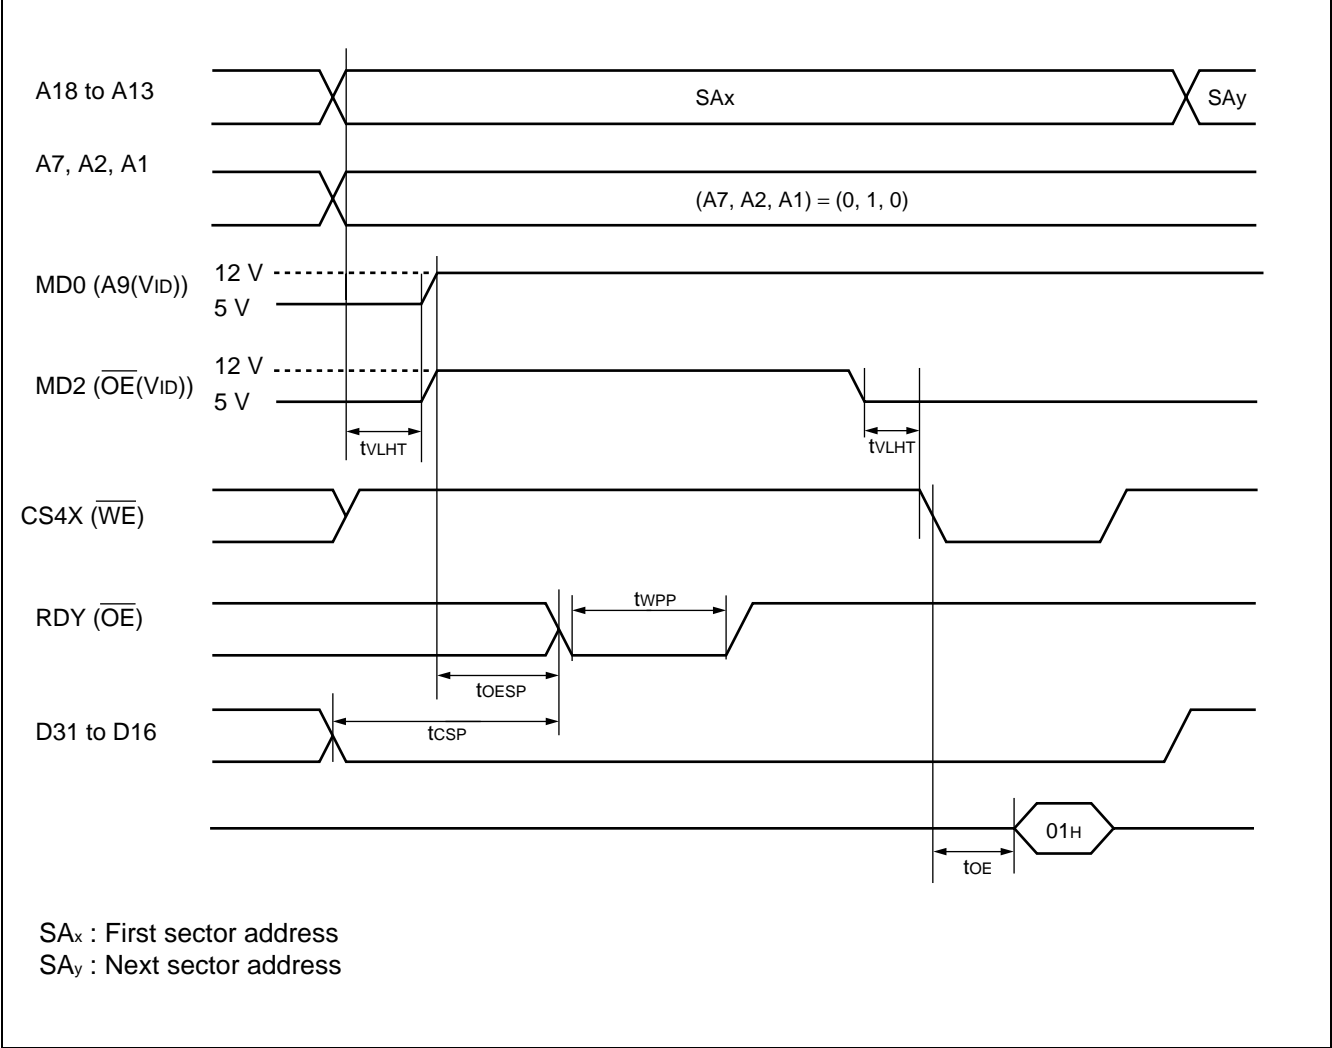 A18 to A13
SAx
SAy
A7, A2, A1
(A7, A2, A1) = (0, 1, 0)
MD0 (A9(VID))
12 V
5 V
MD2 (OE(VID))
12 V
5 V
tVLHT
tVLHT
CS4X (WE)
RDY (OE)
tWPP
tOESP
D31 to D16
tCSP
01H
tOE
SAx : First sector address
SAy : Next sector address